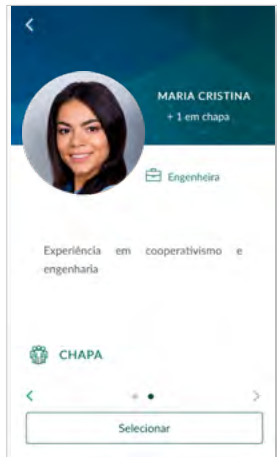 MARIA CRISTINA
+ 1 em chapa
Engenheira
Experiência em cooperativismo e
engenharia
CHAPA
Selecionar